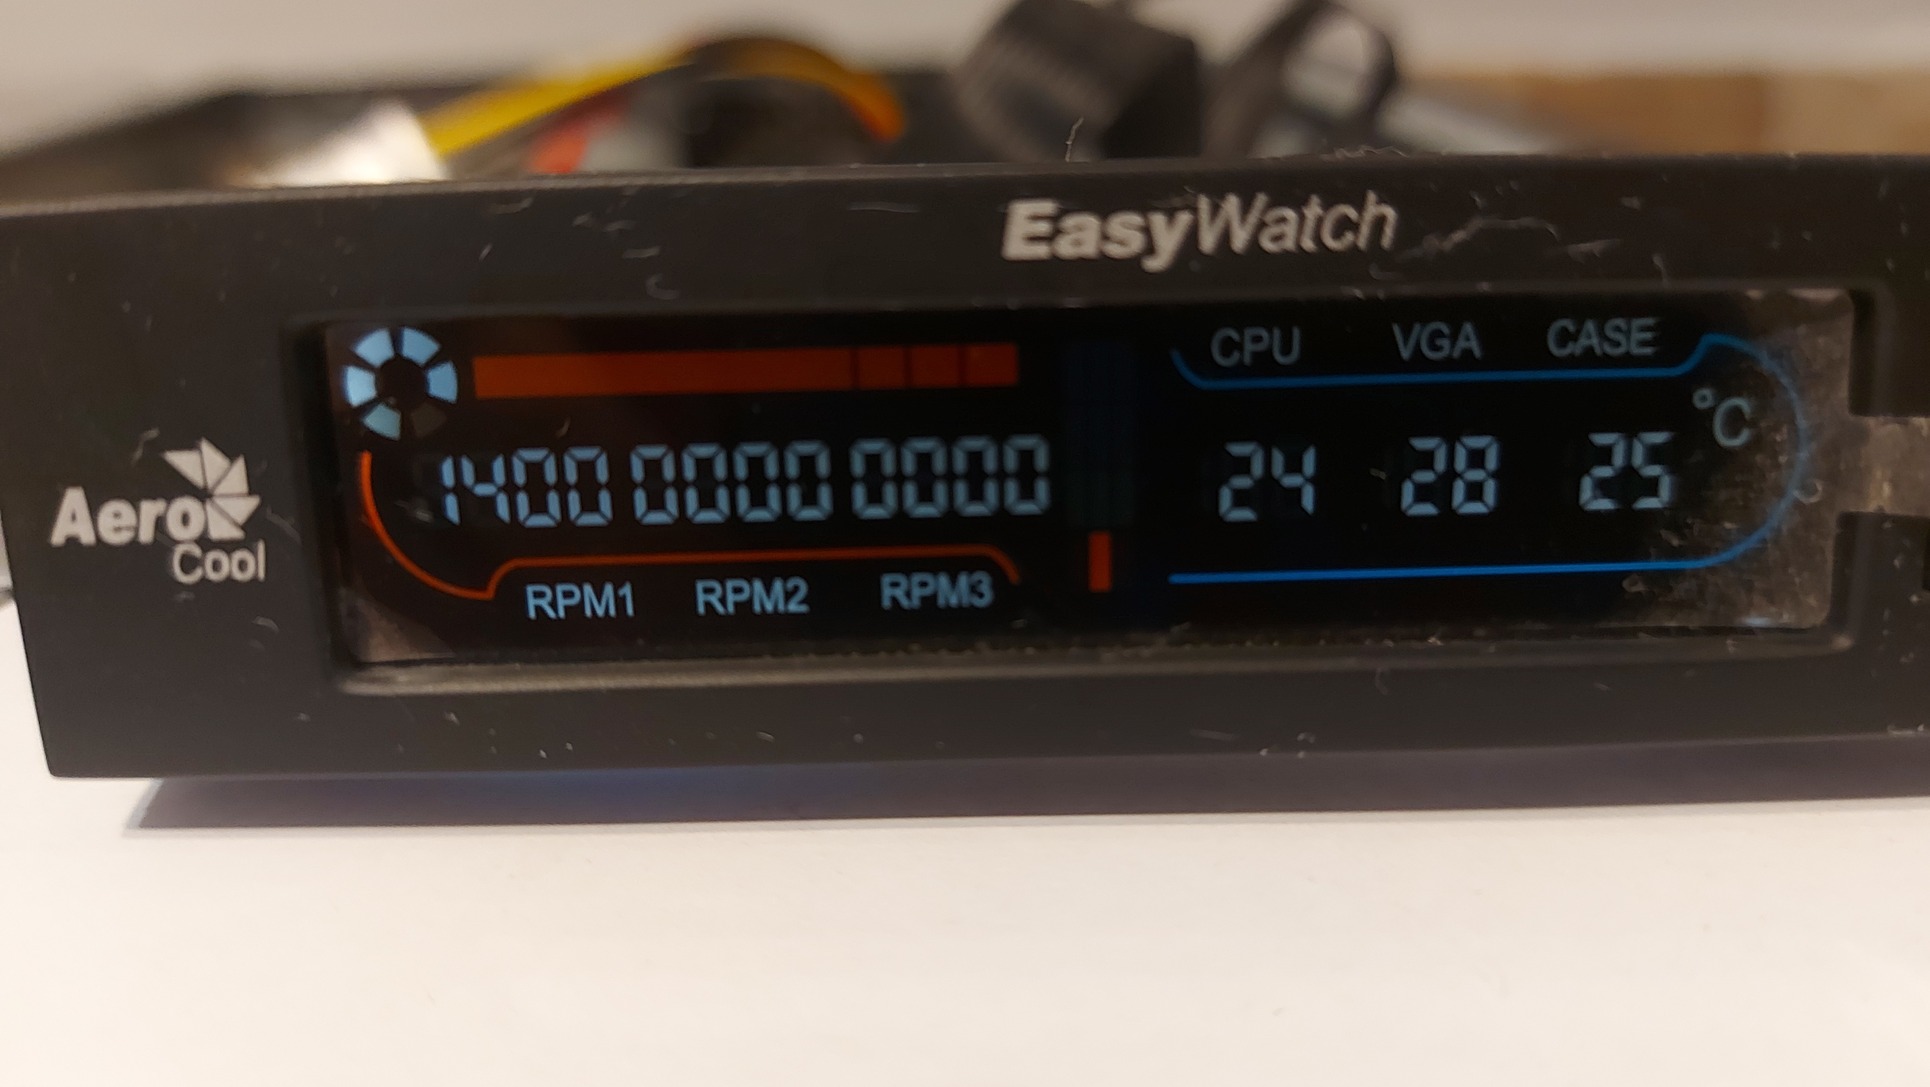 EasyWatch
Aero
Cool
CPU VGA CASE
°C
1400 0000 0000 24 28 25
RPM1 RPM2 RPM3